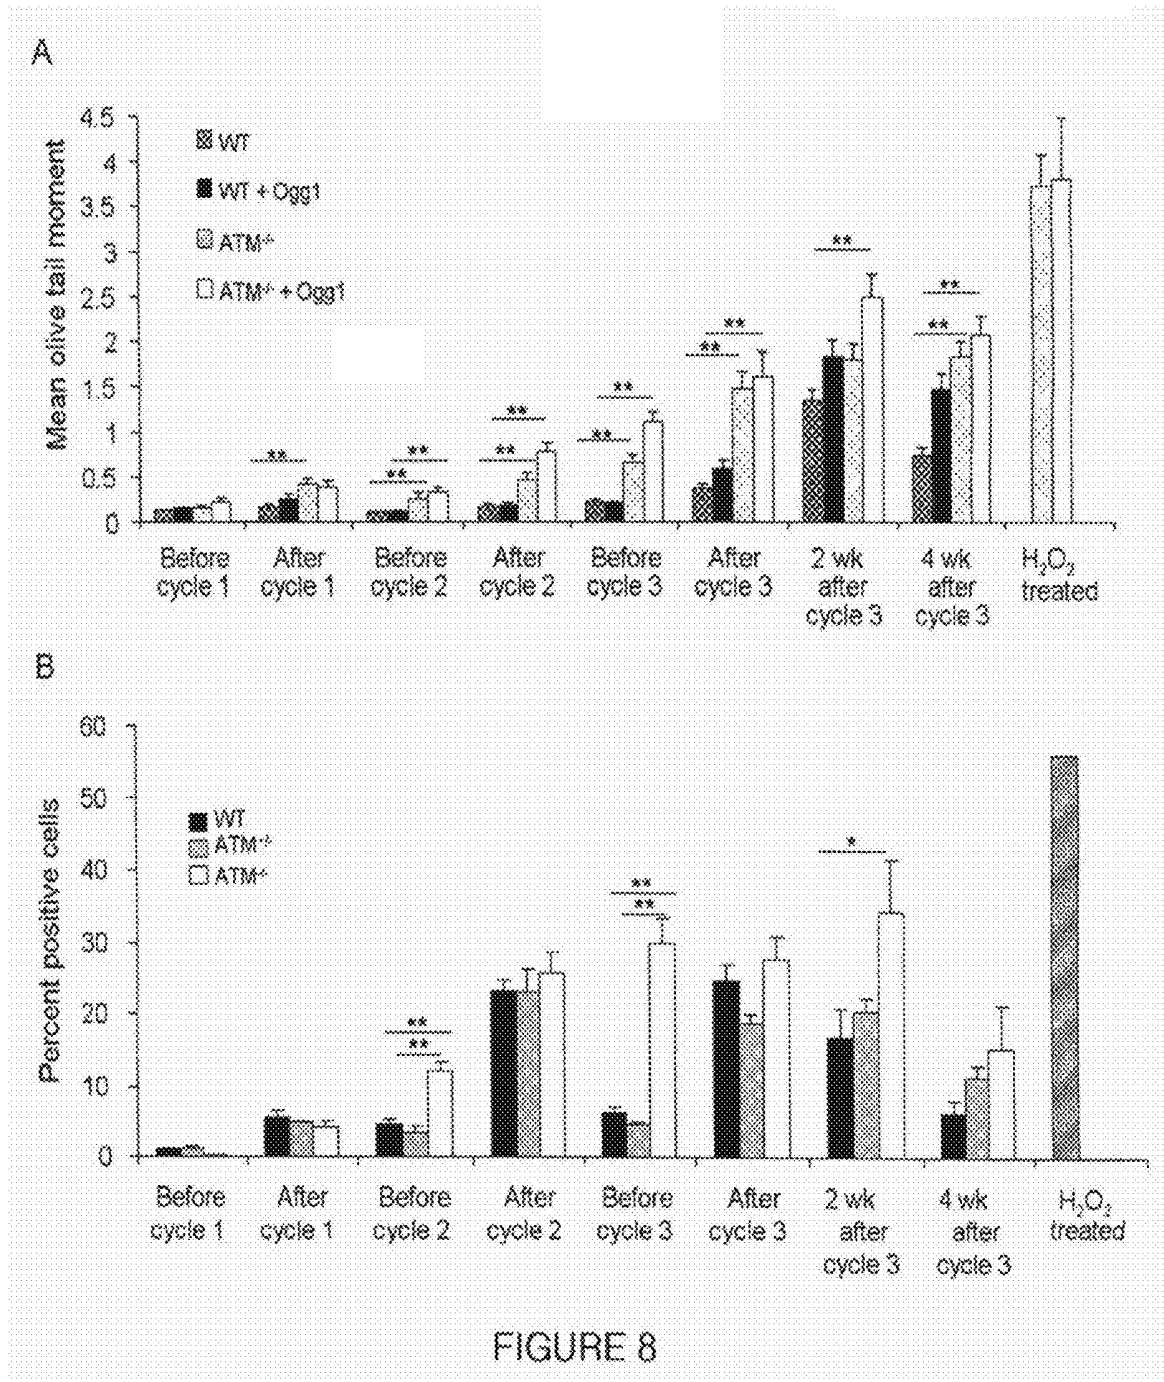 A
Mean olive tail moment
4.5
4
3.5
3
2.5
2
1.5
1
0.5
0
WT
WT + Ogg1
ATM-/-
ATM-/- + Ogg1
**
**
**
**
**
**
**
**
**
**
**
**
Before cycle 1
After cycle 1
Before cycle 2
After cycle 2
Before cycle 3
After cycle 3
2 wk after cycle 3
4 wk after cycle 3
H2O2 treated
B
Percent positive cells
60
50
40
30
20
10
0
WT
ATM+/-
ATM-/-
**
**
**
**
*
Before cycle 1
After cycle 1
Before cycle 2
After cycle 2
Before cycle 3
After cycle 3
2 wk after cycle 3
4 wk after cycle 3
H2O2 treated
FIGURE 8